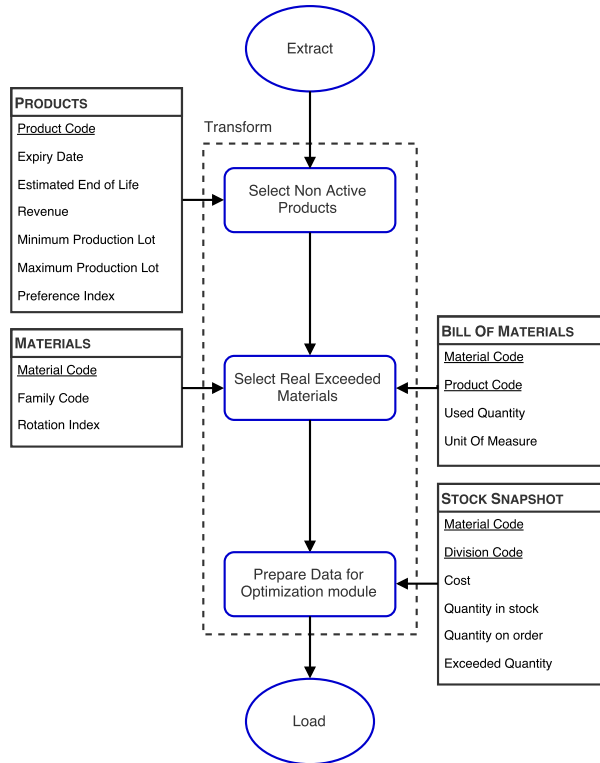 Extract
PRODUCTS
Product Code
Expiry Date
Estimated End of Life
Revenue
Minimum Production Lot
Maximum Production Lot
Preference Index
Transform
Select Non Active
Products
MATERIALS
Material Code
Family Code
Rotation Index
Select Real Exceeded
Materials
BILL OF MATERIALS
Material Code
Product Code
Used Quantity
Unit Of Measure
STOCK SNAPSHOT
Material Code
Division Code
Cost
Quantity in stock
Quantity on order
Exceeded Quantity
Prepare Data for
Optimization module
Load